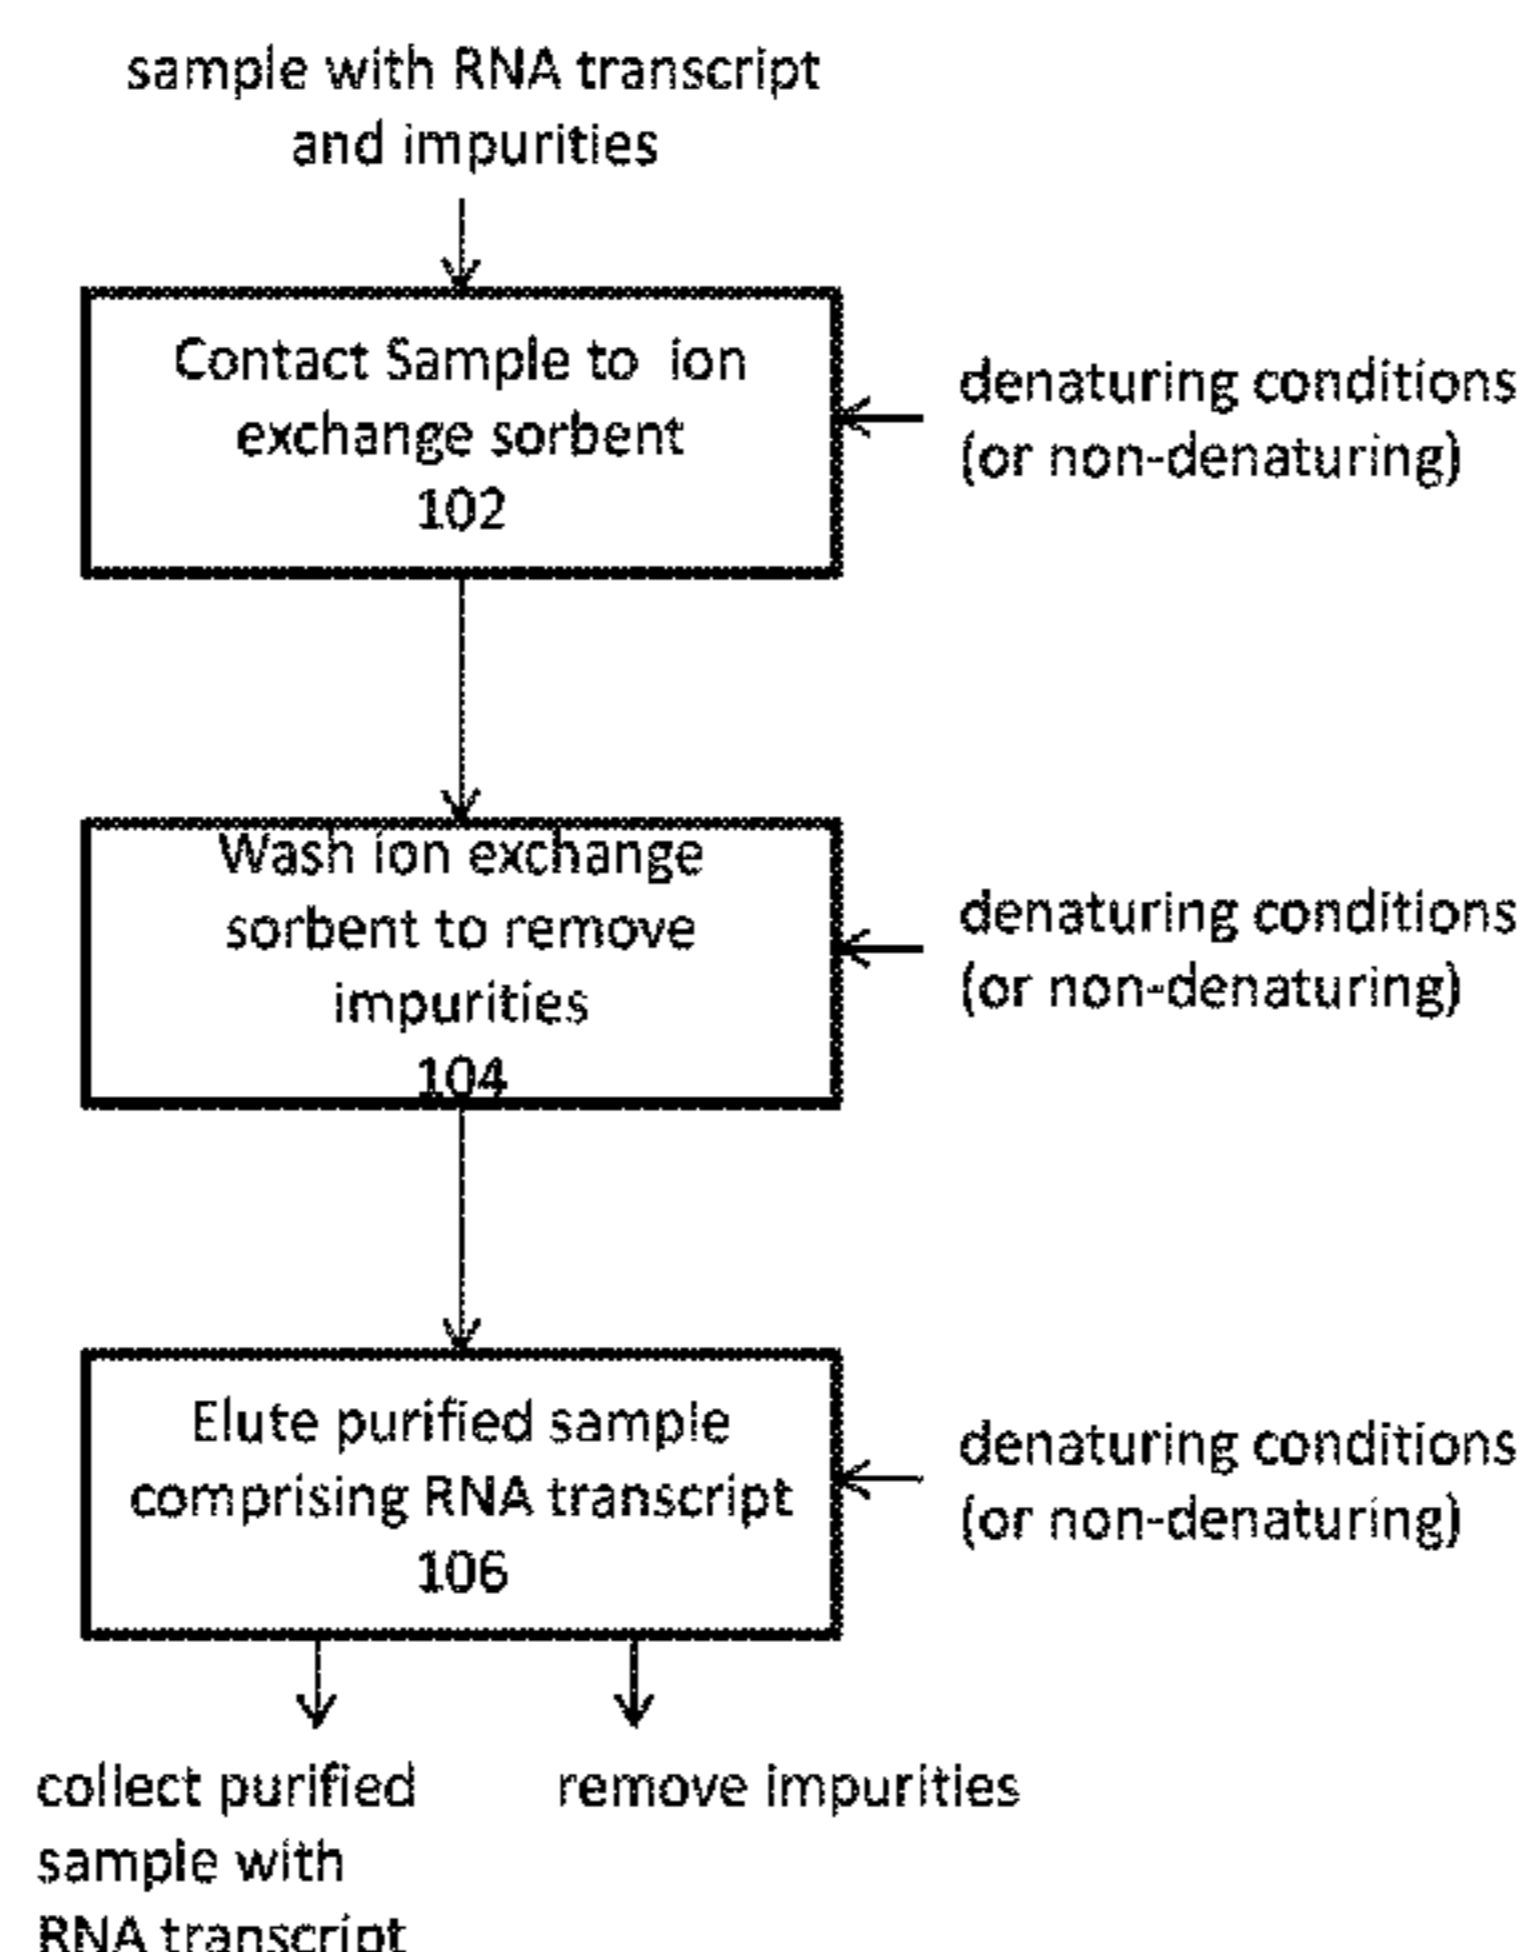 sample with RNA transcript
and impurities
Contact Sample to ion
exchange sorbent
102
denaturing conditions
(or non-denaturing)
Wash ion exchange
sorbent to remove
impurities
104
denaturing conditions
(or non-denaturing)
Elute purified sample
comprising RNA transcript
106
denaturing conditions
(or non-denaturing)
collect purified
sample with
RNA transcript
remove impurities